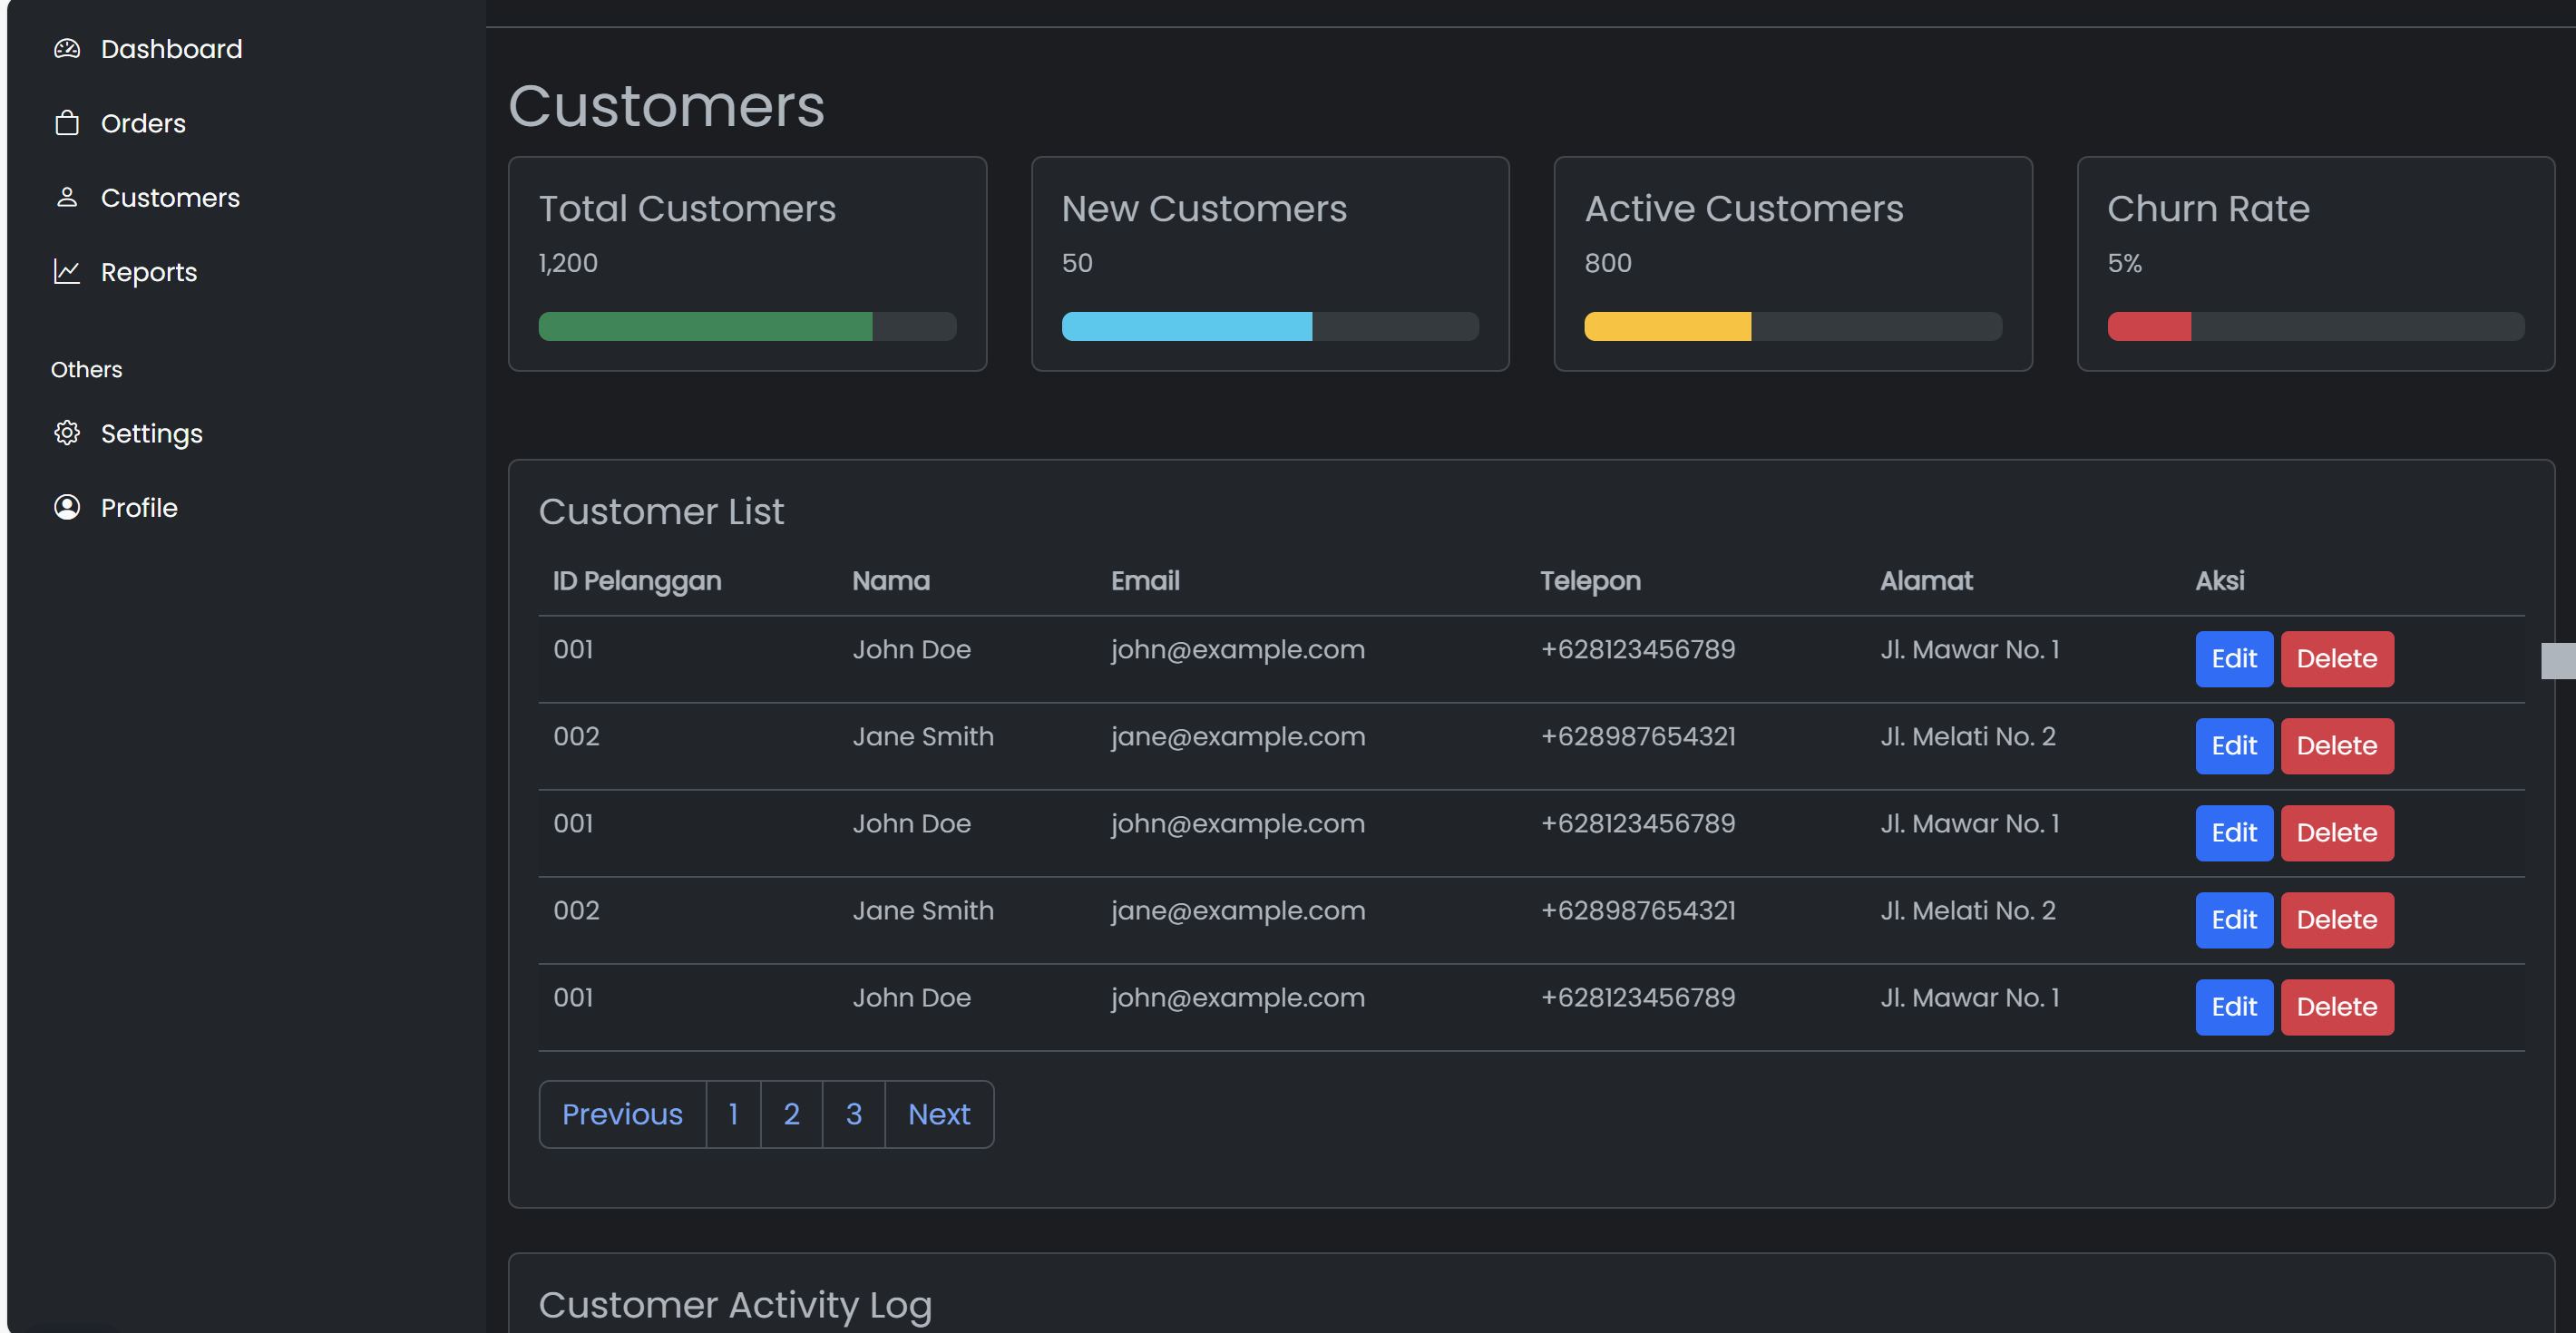 Dashboard
Orders
Customers
Reports
Others
Settings
Profile
Customers
Total Customers
1,200
New Customers
50
Active Customers
800
Churn Rate
5%
Customer List
ID Pelanggan Nama Email Telepon Alamat Aksi
001 John Doe john@example.com +628123456789 Jl. Mawar No. 1 Edit Delete
002 Jane Smith jane@example.com +628987654321 Jl. Melati No. 2 Edit Delete
001 John Doe john@example.com +628123456789 Jl. Mawar No. 1 Edit Delete
002 Jane Smith jane@example.com +628987654321 Jl. Melati No. 2 Edit Delete
001 John Doe john@example.com +628123456789 Jl. Mawar No. 1 Edit Delete
Previous 1 2 3 Next
Customer Activity Log